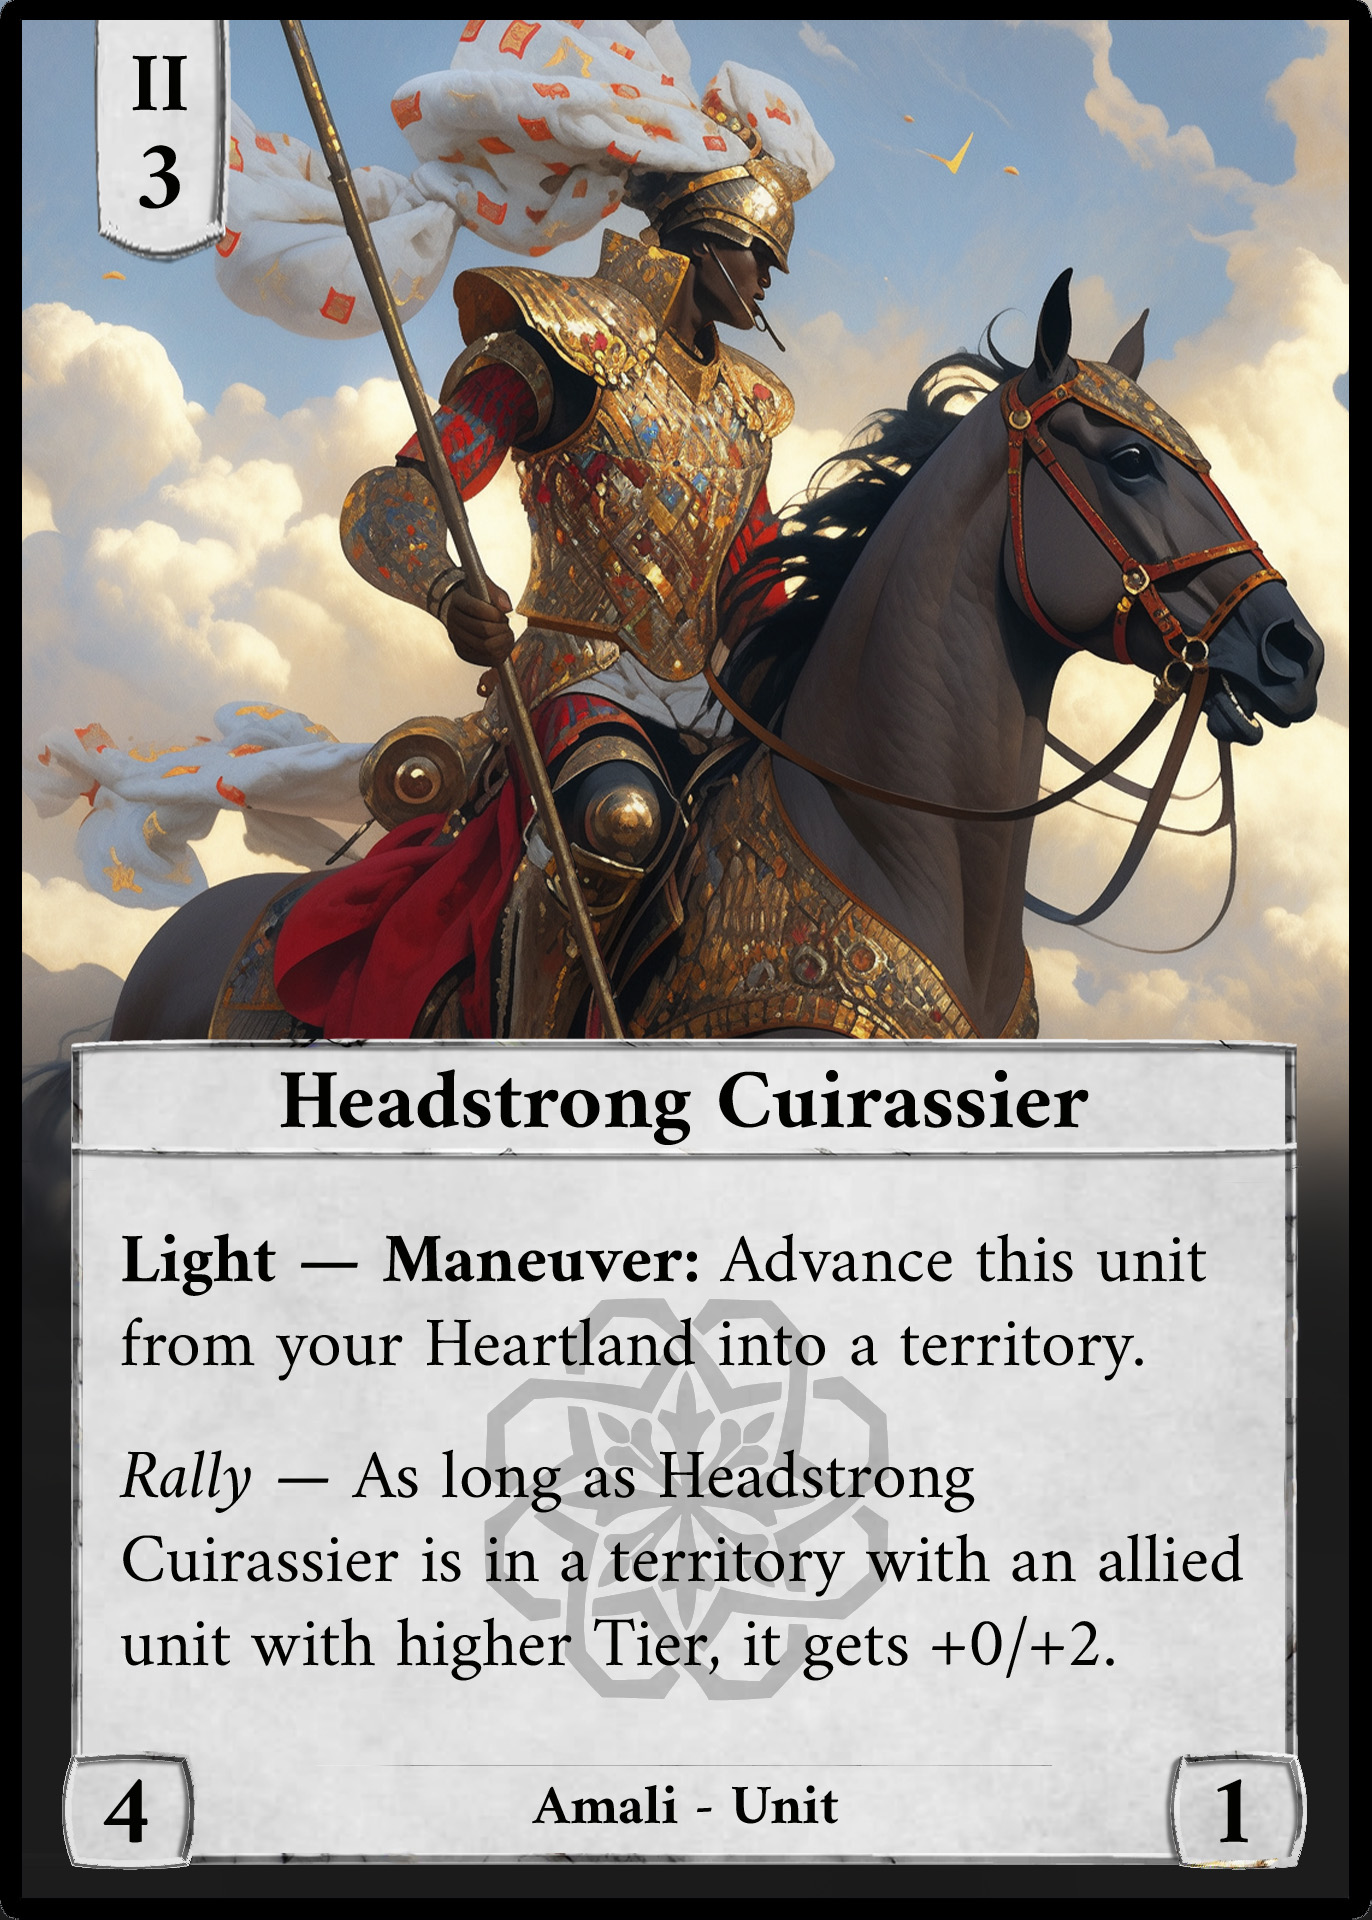 II
3
Headstrong Cuirassier
Light — Maneuver: Advance this unit
from your Heartland into a territory.
Rally — As long as Headstrong
Cuirassier is in a territory with an allied
unit with higher Tier, it gets +0/+2.
4
Amali - Unit
1